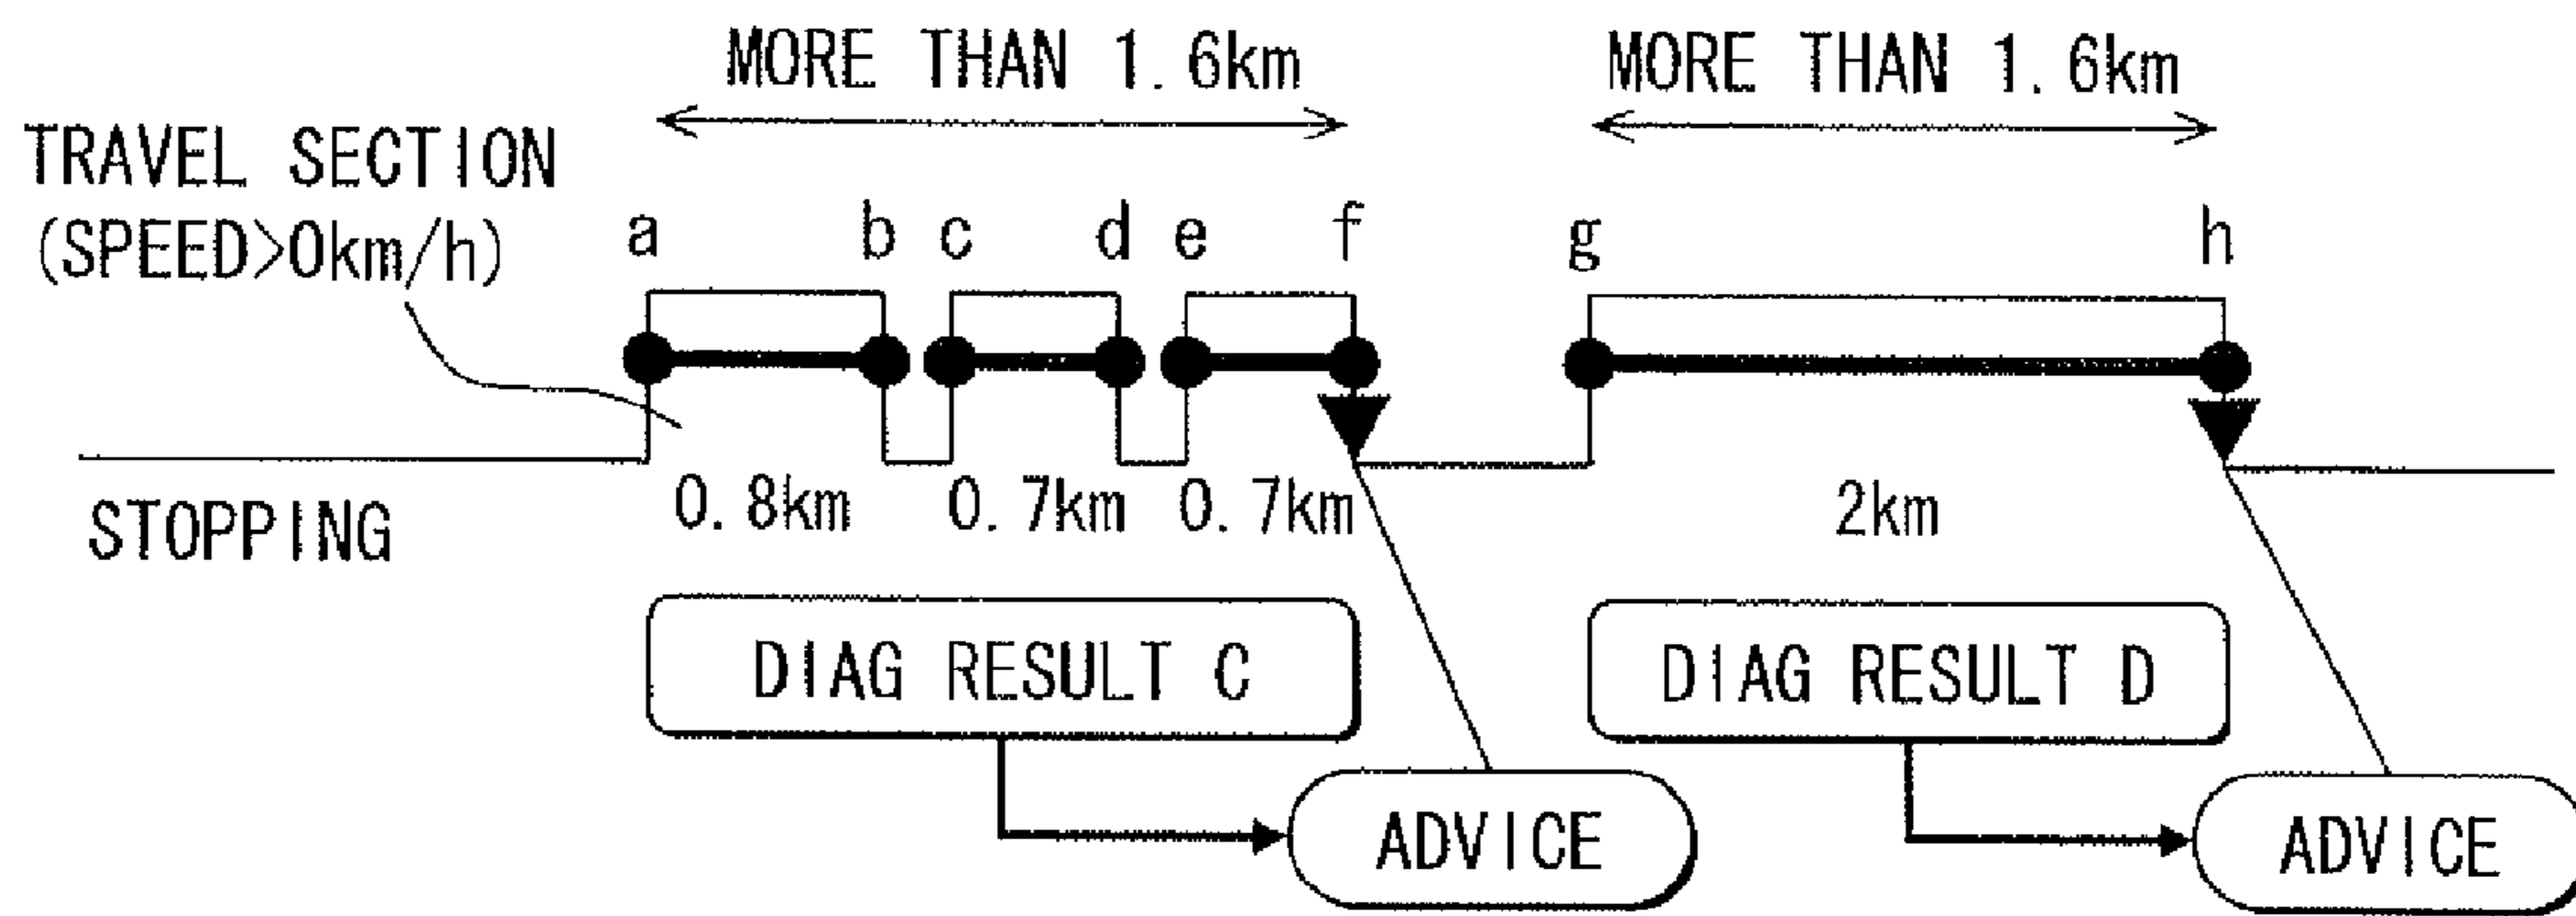 MORE THAN 1.6km
MORE THAN 1.6km
TRAVEL SECTION
(SPEED>0km/h)
a b c d e f g h
STOPPING
0.8km 0.7km 0.7km 2km
DIAG RESULT C
DIAG RESULT D
ADVICE
ADVICE